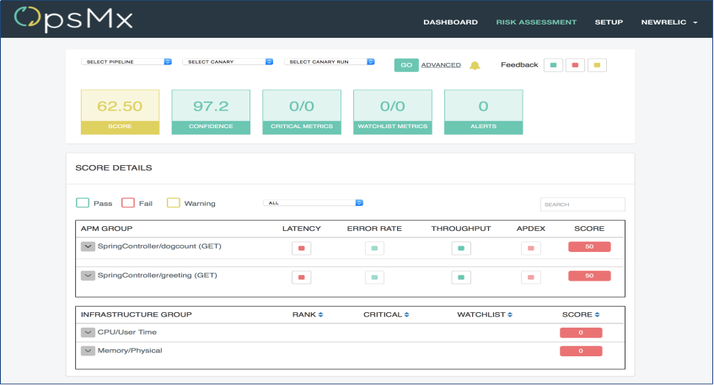 OpsMx
DASHBOARD RISK ASSESSMENT SETUP NEWRELIC
SELECT PIPELINE SELECT CANARY SELECT CANARY RUN GO ADVANCED Feedback
62.50 97.2 0/0 0/0 0
SCORE CONFIDENCE CRITICAL METRICS WATCHLIST METRICS ALERTS
SCORE DETAILS
Pass Fail Warning ALL SEARCH
APM GROUP LATENCY ERROR RATE THROUGHPUT APDEX SCORE
SpringController/dogcount (GET) 50
SpringController/greeting (GET) 50
INFRASTRUCTURE GROUP RANK CRITICAL WATCHLIST SCORE
CPU/User Time 0
Memory/Physical 0